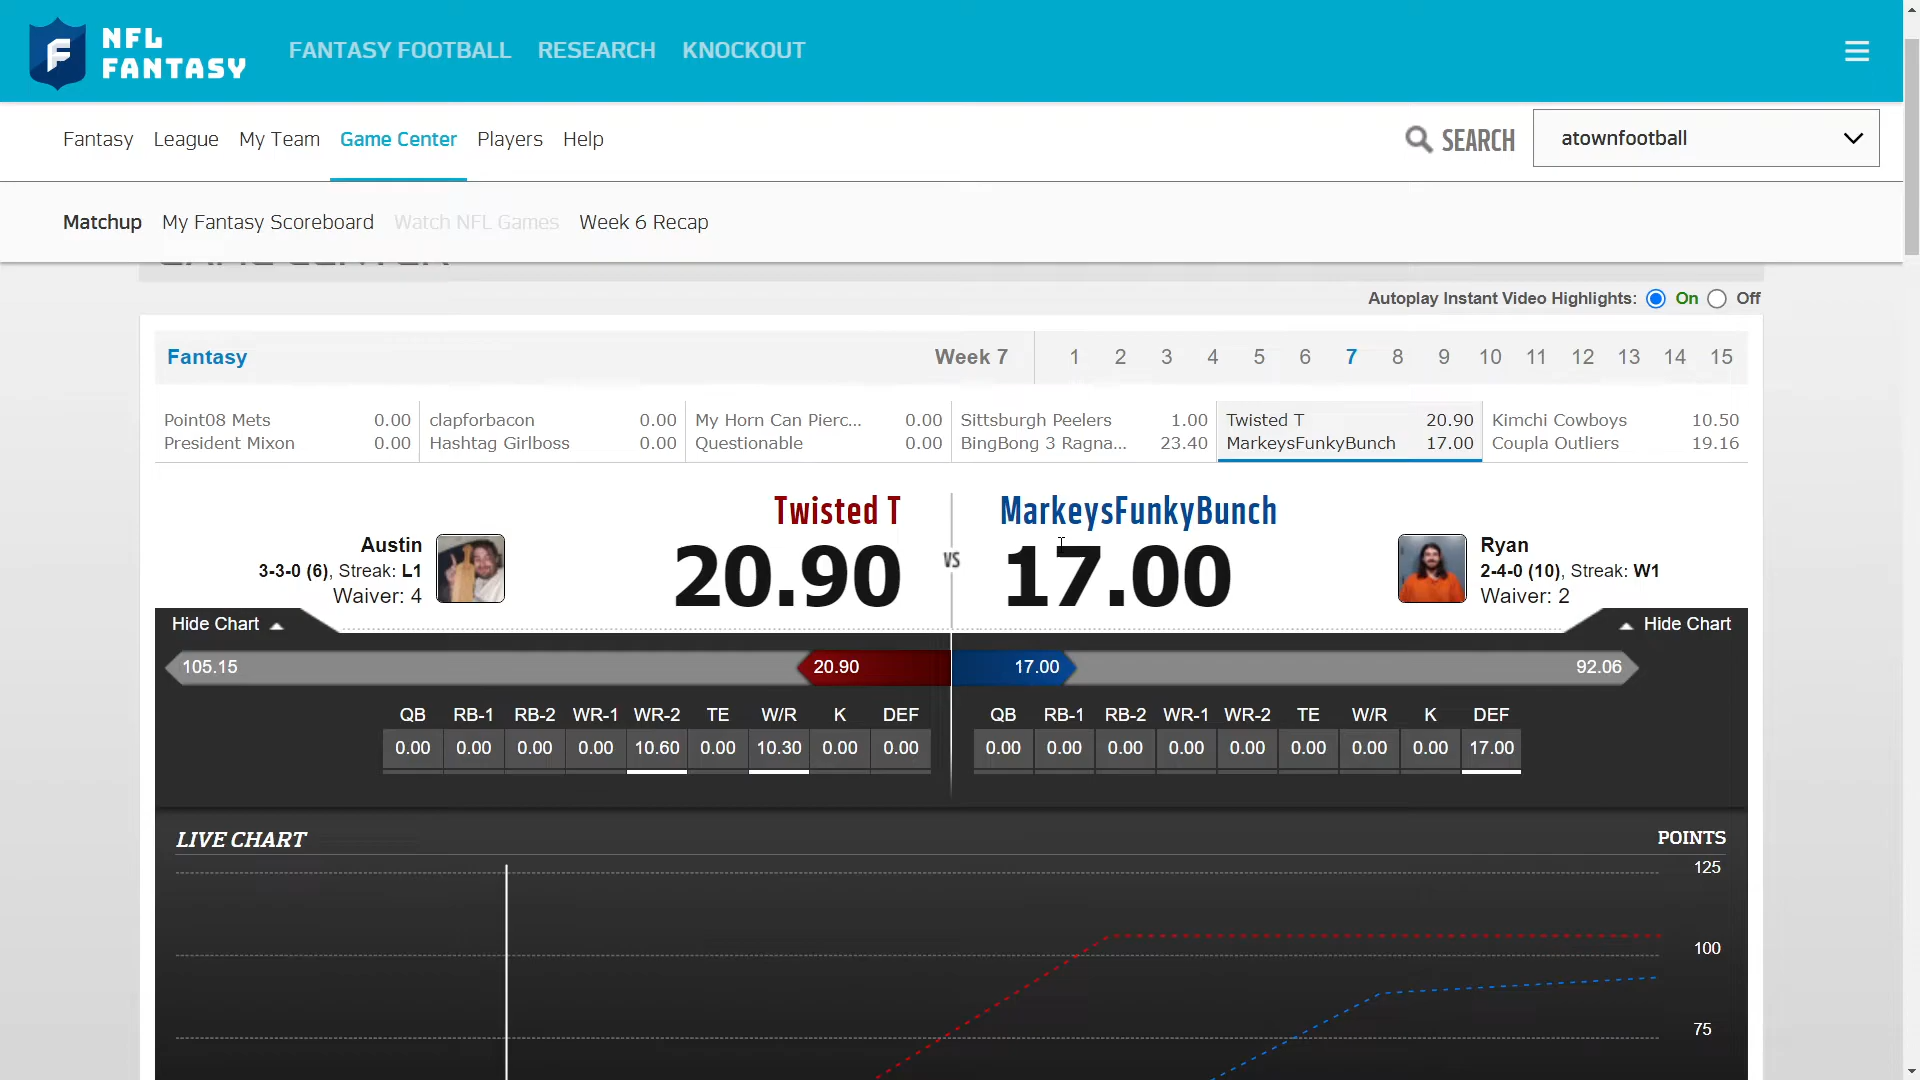 NFL
FANTASY
FANTASY FOOTBALL RESEARCH KNOCKOUT
Fantasy League My Team Game Center Players Help
SEARCH
atownfootball
Matchup My Fantasy Scoreboard Watch NFL Games Week 6 Recap
GAME CENTER
Autoplay Instant Video Highlights: On Off
Fantasy Week 7 1 2 3 4 5 6 7 8 9 10 11 12 13 14 15
Point08 Mets 0.00 clapforbacon 0.00 My Horn Can Pierc... 0.00 Sittsburgh Peelers 1.00 Twisted T 20.90 Kimchi Cowboys 10.50
President Mixon 0.00 Hashtag Girlboss 0.00 Questionable 0.00 BingBong 3 Ragna... 23.40 MarkeysFunkyBunch 17.00 Coupla Outliers 19.16
Twisted T MarkeysFunkyBunch
Austin Ryan
20.90 VS 17.00
3-3-0 (6), Streak: L1 2-4-0 (10), Streak: W1
Waiver: 4 Waiver: 2
Hide Chart Hide Chart
105.15 20.90 17.00 92.06
QB RB-1 RB-2 WR-1 WR-2 TE W/R K DEF QB RB-1 RB-2 WR-1 WR-2 TE W/R K DEF
0.00 0.00 0.00 0.00 10.60 0.00 10.30 0.00 0.00 0.00 0.00 0.00 0.00 0.00 0.00 0.00 0.00 17.00
LIVE CHART POINTS
125
100
75